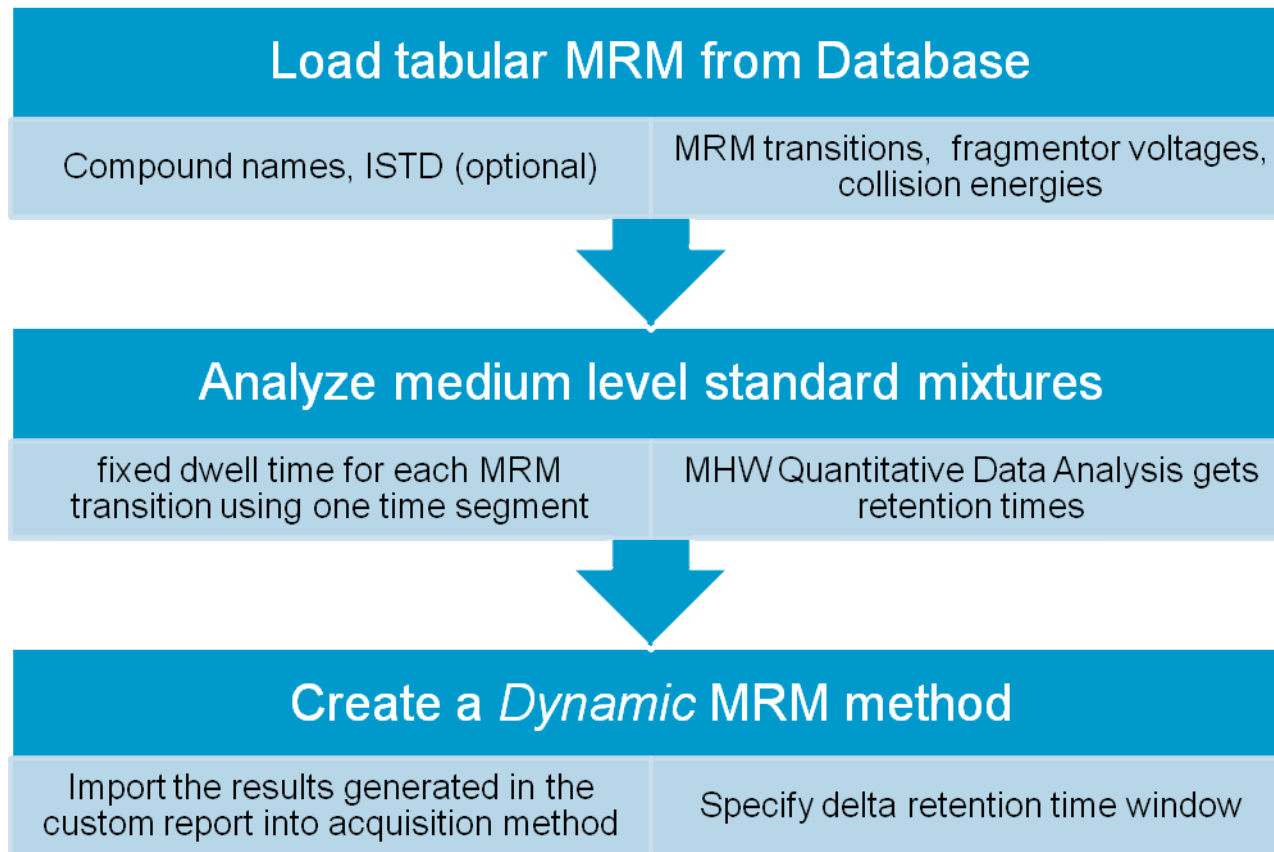 Load tabular MRM from Database
Compound names, ISTD (optional)
MRM transitions, fragmentor voltages,
collision energies
Analyze medium level standard mixtures
fixed dwell time for each MRM
transition using one time segment
MHW Quantitative Data Analysis gets
retention times
Create a Dynamic MRM method
Import the results generated in the
custom report into acquisition method
Specify delta retention time window